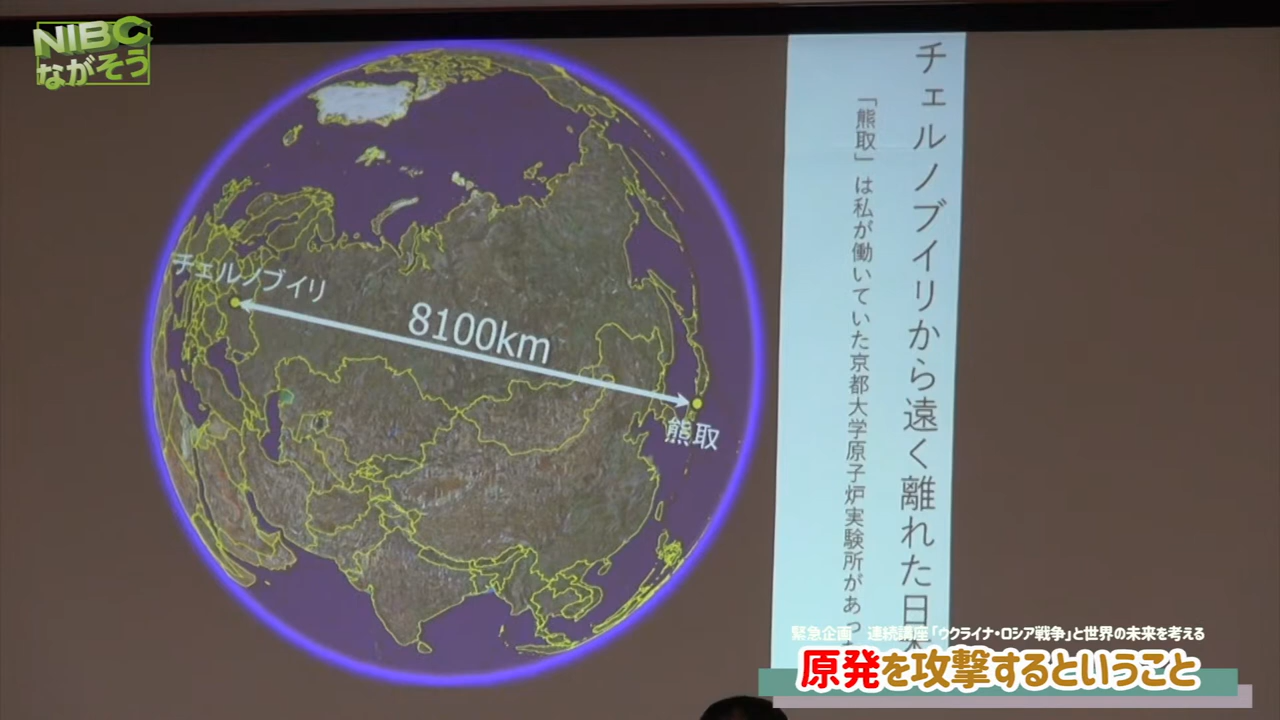 NIBC
ながそう
チェルノブイリから遠く離れた日
「熊取」は私が働いていた京都大学原子炉実験所があっ
チェルノブイリ
8100km
熊取
緊急企画 連続講座「ウクライナ・ロシア戦争」と世界の未来を考える
原発を攻撃するということ